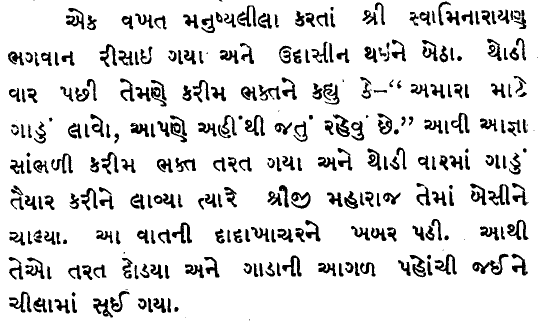 એક વખત મનુષ્યલીલા કરતાં શ્રી સ્વામિનારાયણ
ભગવાન રીસાઇ ગયા અને ઉદાસીન થઇને બેઠા. થોડી
વાર પછી તેમણે કરીમ ભક્તને કહ્યું કે–“અમારા માટે
ગાડું લાવો, આપણે અહીંથી જતું રહેવું છે.” આવી આજ્ઞા
સાંભળી કરીમ ભક્ત તરત ગયા અને થોડી વારમાં ગાડું
તૈયાર કરીને લાવ્યા ત્યારે શ્રીજી મહારાજ તેમાં બેસીને
ચાલ્યા. આ વાતની દાદાખાચરને ખબર પડી. આથી
તેઓ તરત દોડયા અને ગાડાની આગળ પહોંચી જઈને
ચીલામાં સૂઈ ગયા.